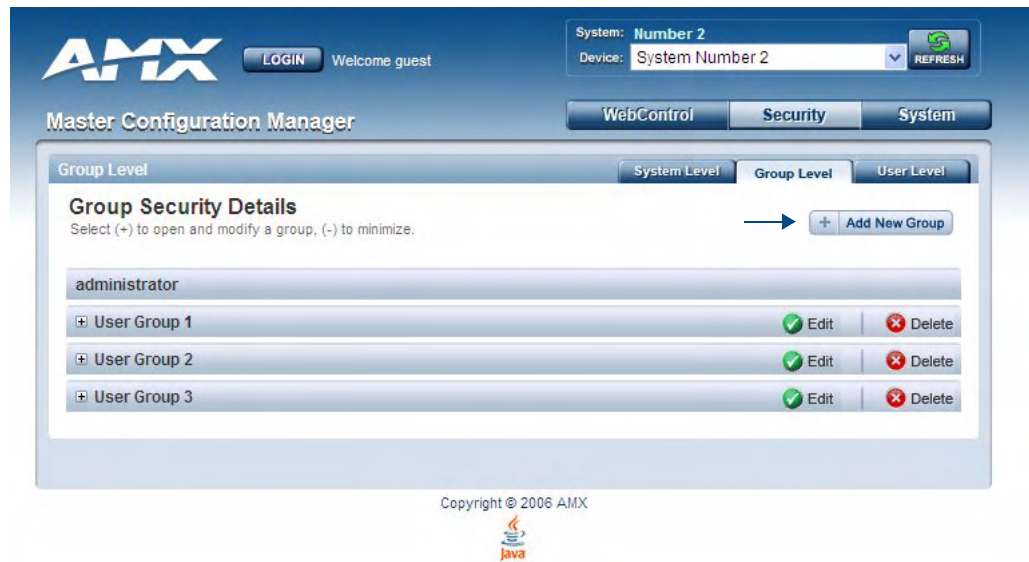 AMX
LOGIN Welcome guest
System: Number 2
Device: System Number 2
REFRESH
Master Configuration Manager
WebControl Security System
Group Level
System Level Group Level User Level
Group Security Details
Select (+) to open and modify a group, (-) to minimize.
+ Add New Group
administrator
+ User Group 1 Edit Delete
+ User Group 2 Edit Delete
+ User Group 3 Edit Delete
Copyright © 2006 AMX
Java